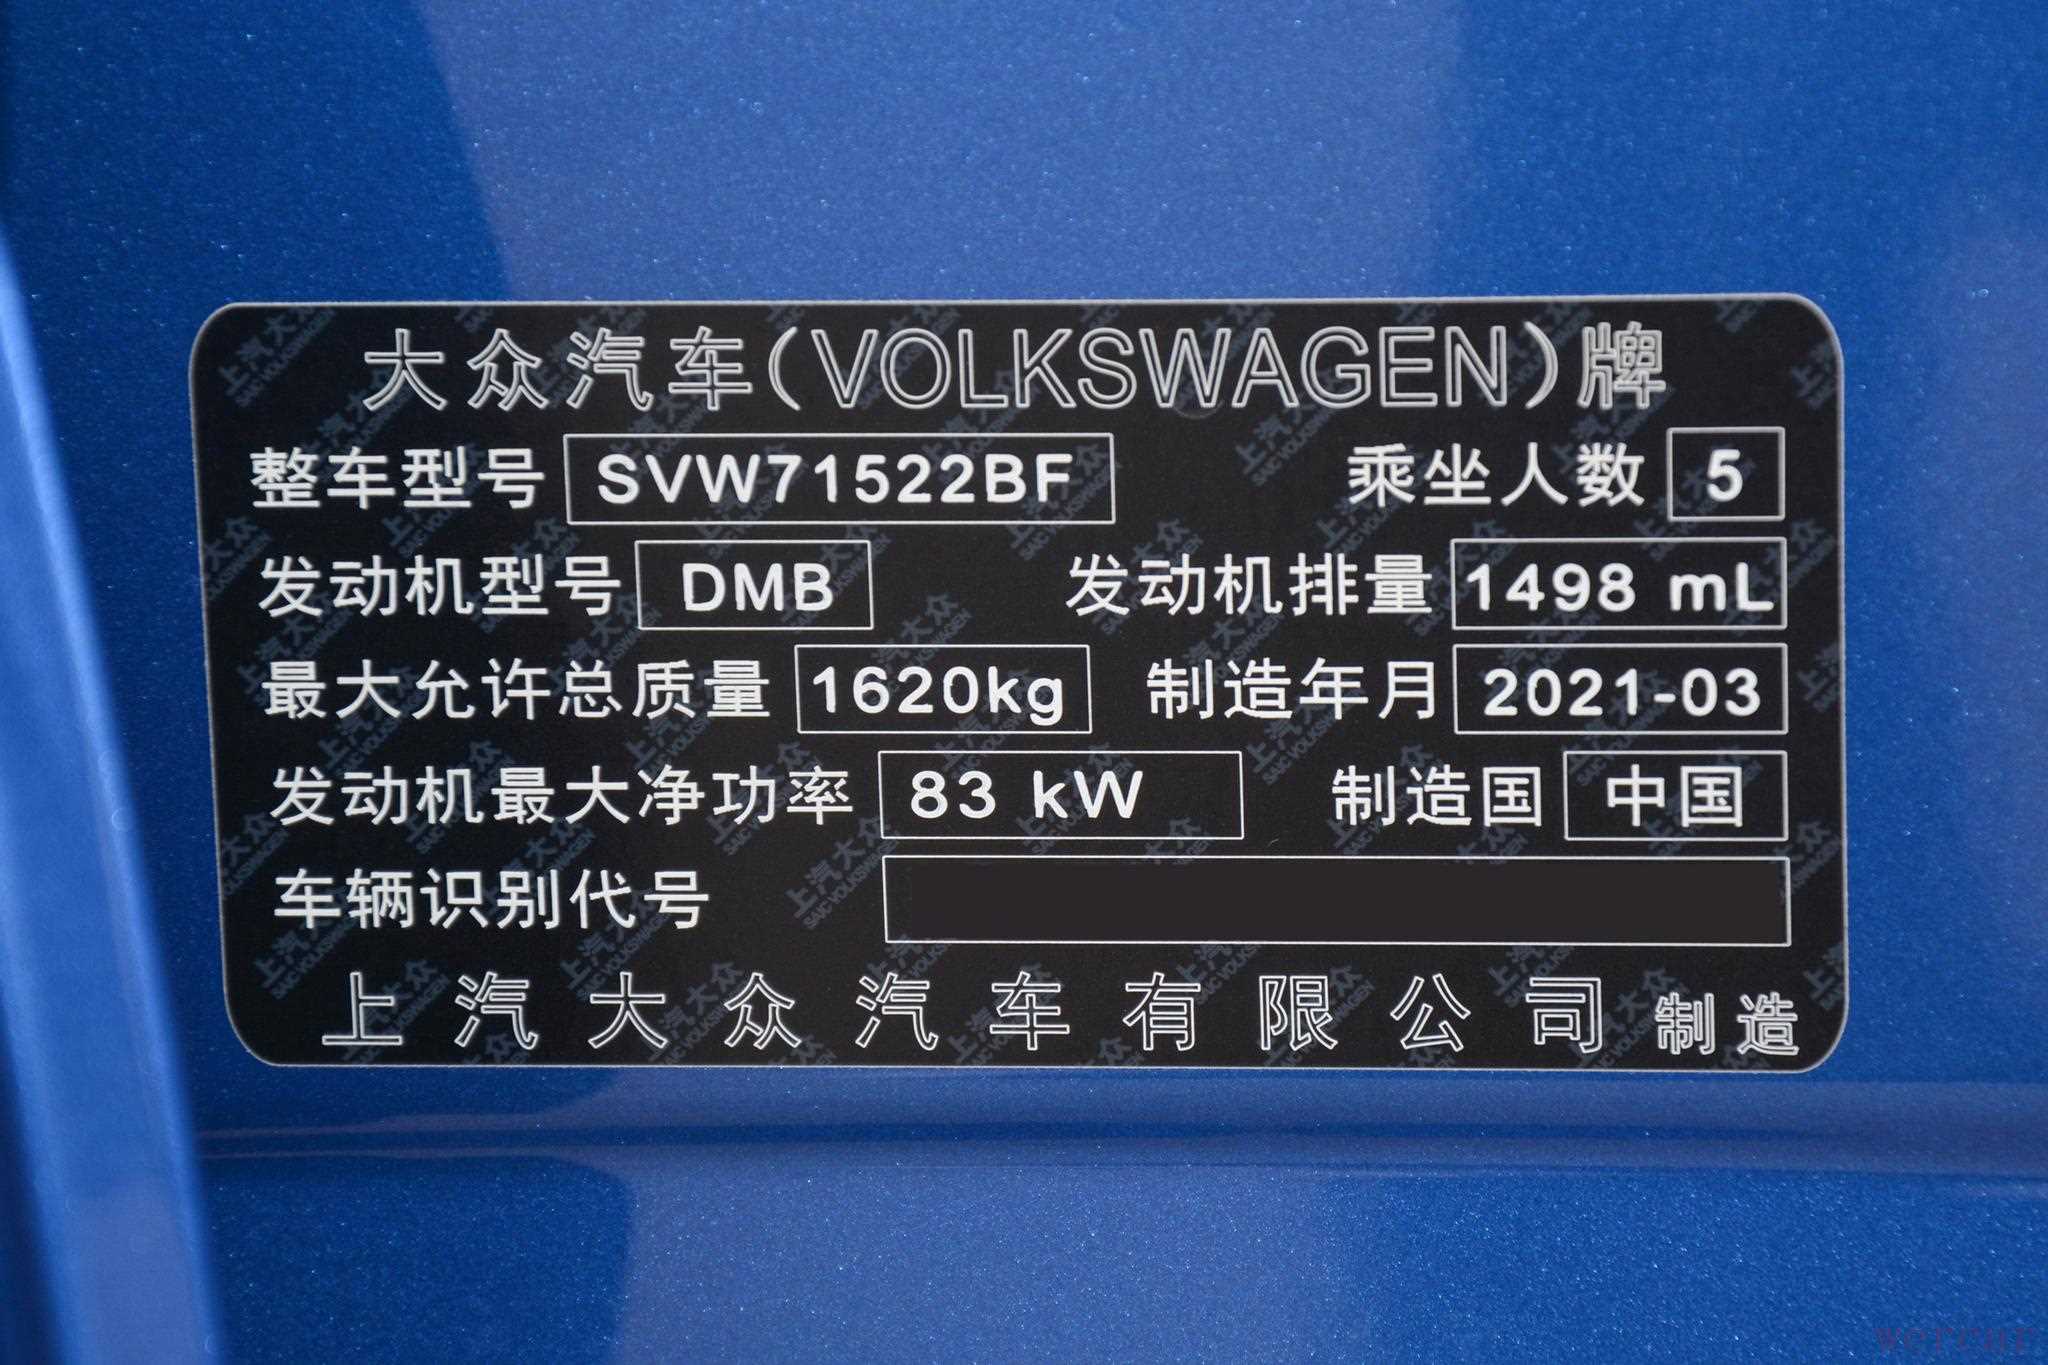 大众汽车(VOLKSWAGEN)牌
整车型号 SVW71522BF 乘坐人数 5
发动机型号 DMB 发动机排量 1498 mL
最大允许总质量 1620kg 制造年月 2021-03
发动机最大净功率 83 kW 制造国 中国
车辆识别代号
上汽大众汽车有限公司 制造